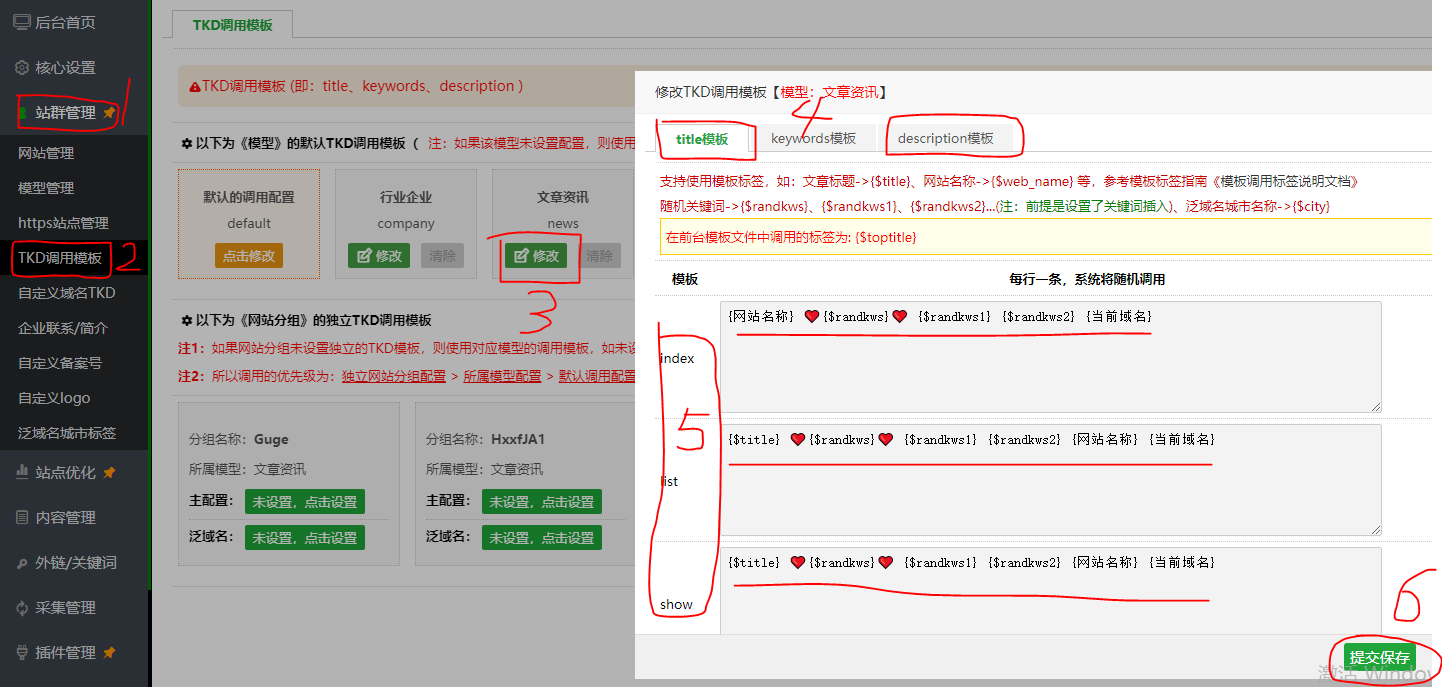 后台首页
核心设置
站群管理
1
网站管理
模型管理
https站点管理
TKD调用模板
2
自定义域名TKD
企业联系/简介
自定义备案号
自定义logo
泛域名城市标签
站点优化
内容管理
外链/关键词
采集管理
插件管理
TKD调用模板
TKD调用模板 (即：title、keywords、description )
以下为《模型》的默认TKD调用模板（ 注：如果该模型未设置配置，则使用
默认的调用配置
default
点击修改
行业企业
company
修改 清除
文章资讯
news
修改 清除
3
以下为《网站分组》的独立TKD调用模板
注1：如果网站分组未设置独立的TKD模板，则使用对应模型的调用模板，如未设
注2：所以调用的优先级为：独立网站分组配置 > 所属模型配置 > 默认调用配置
分组名称：Guge
所属模型：文章资讯
主配置： 未设置，点击设置
泛域名： 未设置，点击设置
分组名称：HxxfJA1
所属模型：文章资讯
主配置： 未设置，点击设置
泛域名： 未设置，点击设置
修改TKD调用模板【模型：文章资讯】
4
title模板 keywords模板 description模板
支持使用模板标签，如：文章标题->{$title}、网站名称->{$web_name} 等，参考模板标签指南《模板调用标签说明文档》
随机关键词->{$randkws}、{$randkws1}、{$randkws2}...(注：前提是设置了关键词插入)、泛域名城市名称->{$city}
在前台模板文件中调用的标签为: {$toptitle}
模板 每行一条，系统将随机调用
index
{网站名称} ❤{$randkws}❤ {$randkws1} {$randkws2} {当前域名}
5
list
{$title} ❤{$randkws}❤ {$randkws1} {$randkws2} {网站名称} {当前域名}
show
{$title} ❤{$randkws}❤ {$randkws1} {$randkws2} {网站名称} {当前域名}
6
提交保存
激活 Window